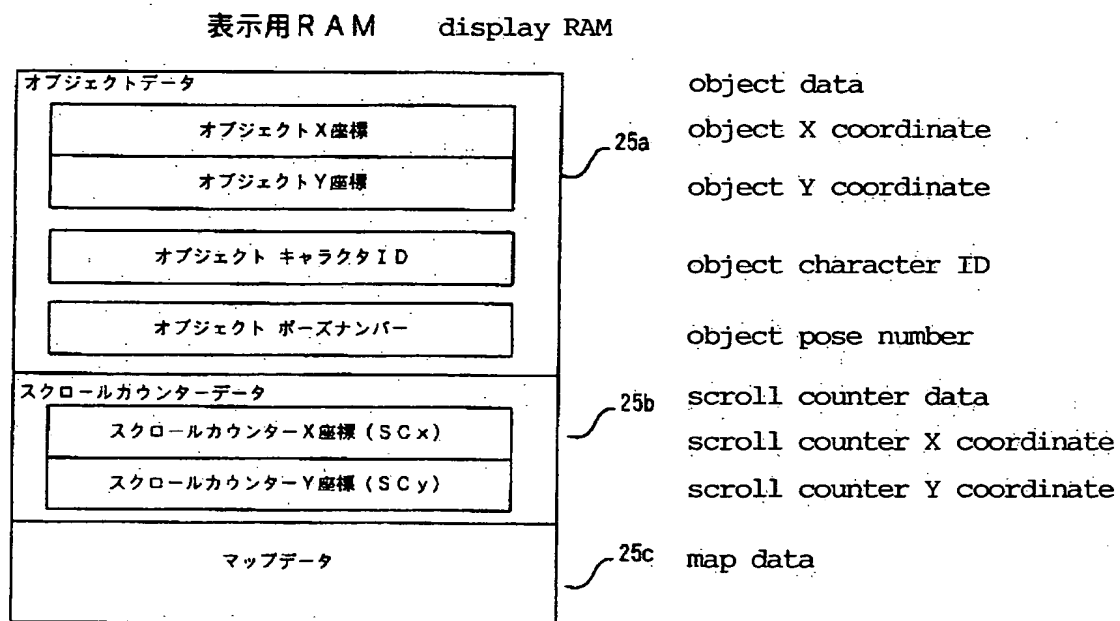 表示用RAM display RAM
オブジェクトデータ object data
オブジェクトX座標 object X coordinate
25a
オブジェクトY座標 object Y coordinate
オブジェクト キャラクタID object character ID
オブジェクト ポーズナンバー object pose number
スクロールカウンターデータ scroll counter data
25b
スクロールカウンターX座標(SCx) scroll counter X coordinate
スクロールカウンターY座標(SCy) scroll counter Y coordinate
マップデータ 25c map data